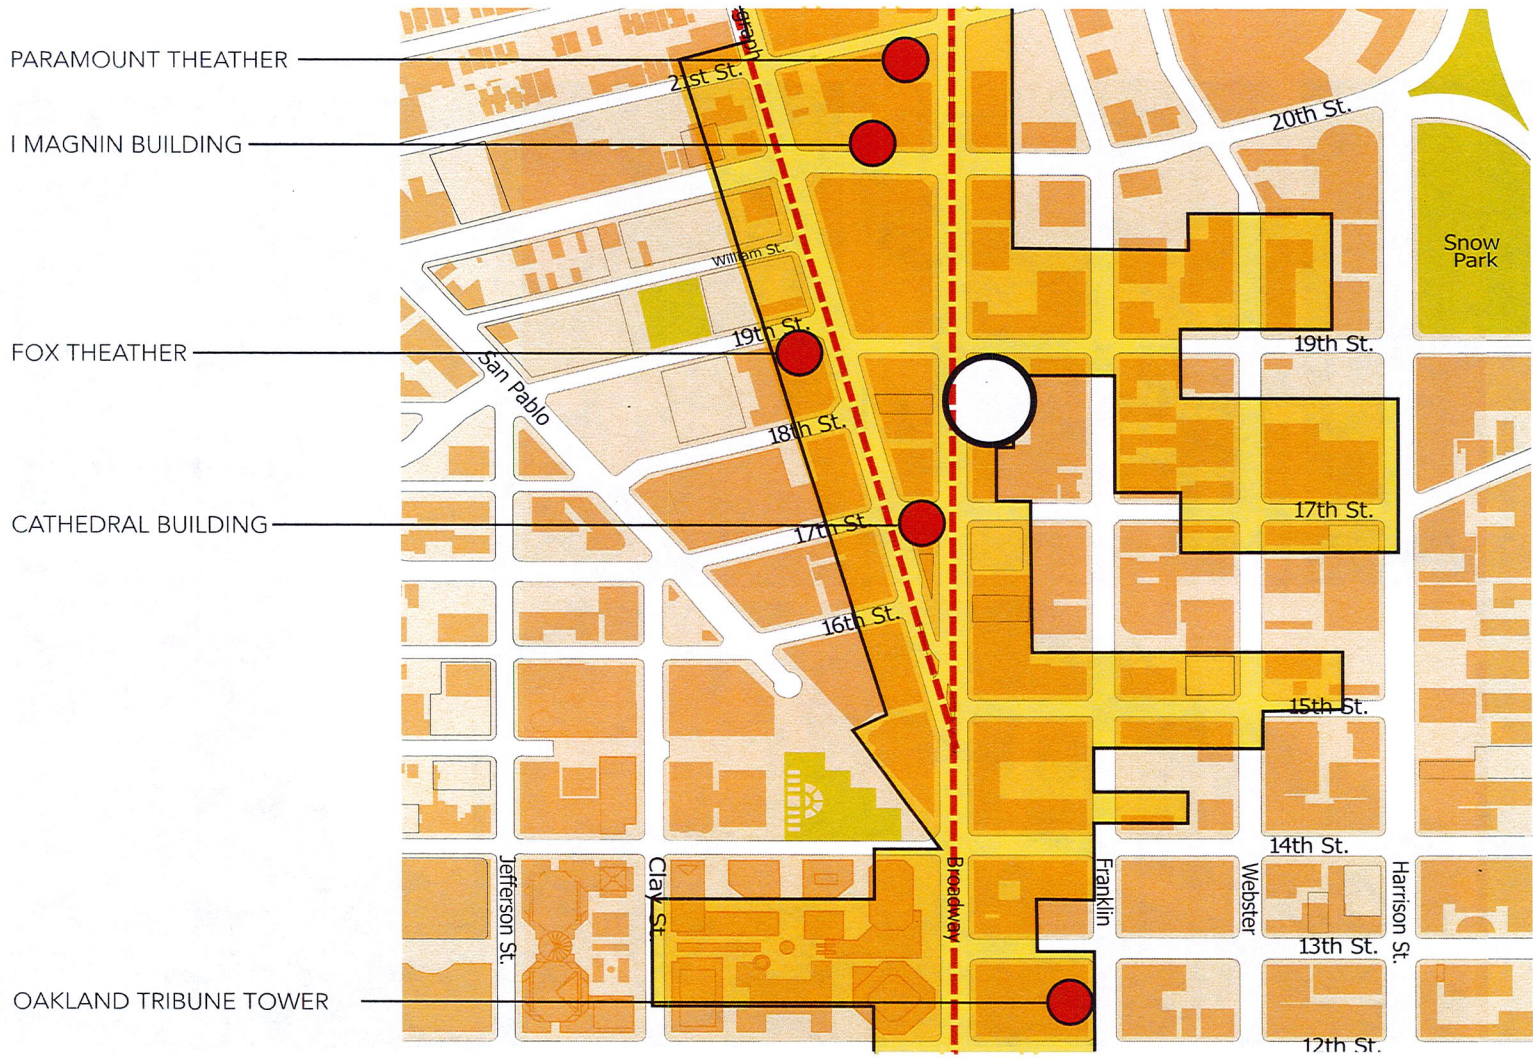 PARAMOUNT THEATHER
I MAGNIN BUILDING
FOX THEATHER
CATHEDRAL BUILDING
OAKLAND TRIBUNE TOWER
21st St.
20th St.
William St.
Snow
Park
19th St.
19th St.
San Pablo
18th St.
17th St
17th St.
16th St.
15th St.
14th St.
Jefferson St.
Clay St.
Broadway
Franklin
Webster
Harrison St.
13th St.
12th St.